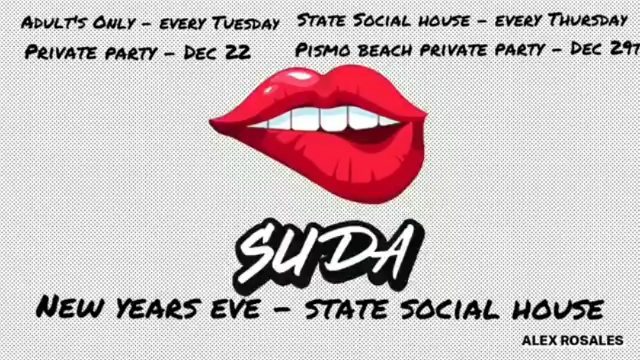 Adult's Only - every Tuesday
State Social house - every Thursday
Private party - Dec 22
Pismo beach private party - Dec 29t
SUDA
New years eve - state social house
ALEX ROSALES